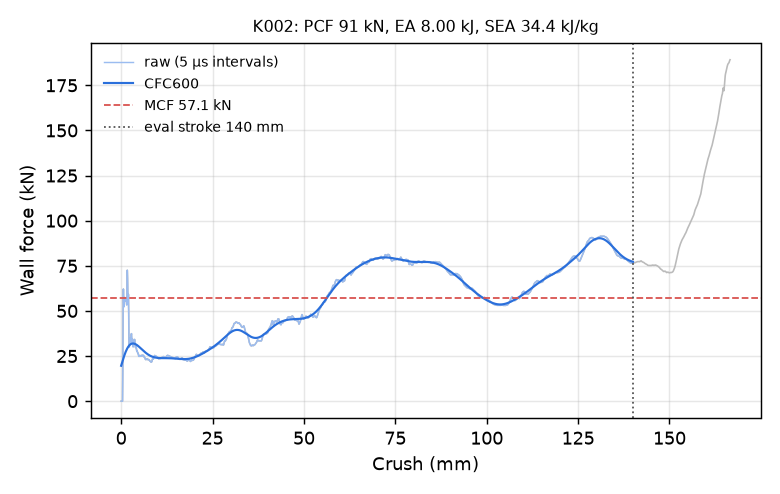 K002: PCF 91 kN, EA 8.00 kJ, SEA 34.4 kJ/kg
raw (5 µs intervals)
CFC600
MCF 57.1 kN
eval stroke 140 mm
Wall force (kN)
175
150
125
100
75
50
25
0
0 25 50 75 100 125 150
Crush (mm)